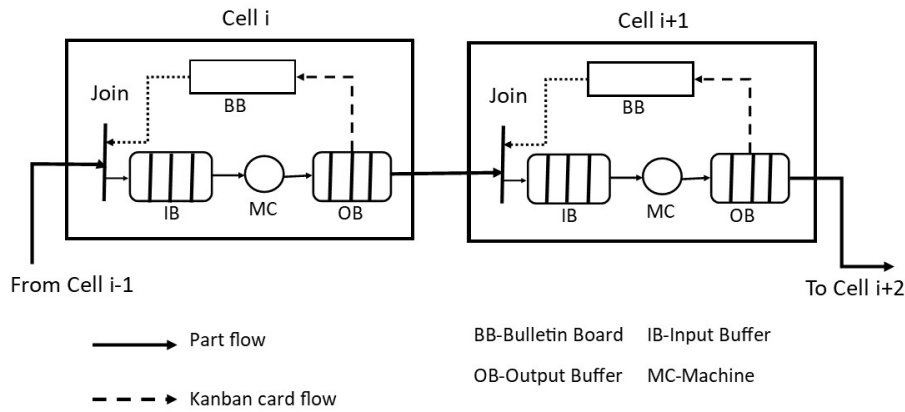 Cell i
Cell i+1
Join
BB
IB
MC
OB
Join
BB
IB
MC
OB
From Cell i-1
To Cell i+2
Part flow
Kanban card flow
BB-Bulletin Board IB-Input Buffer
OB-Output Buffer MC-Machine